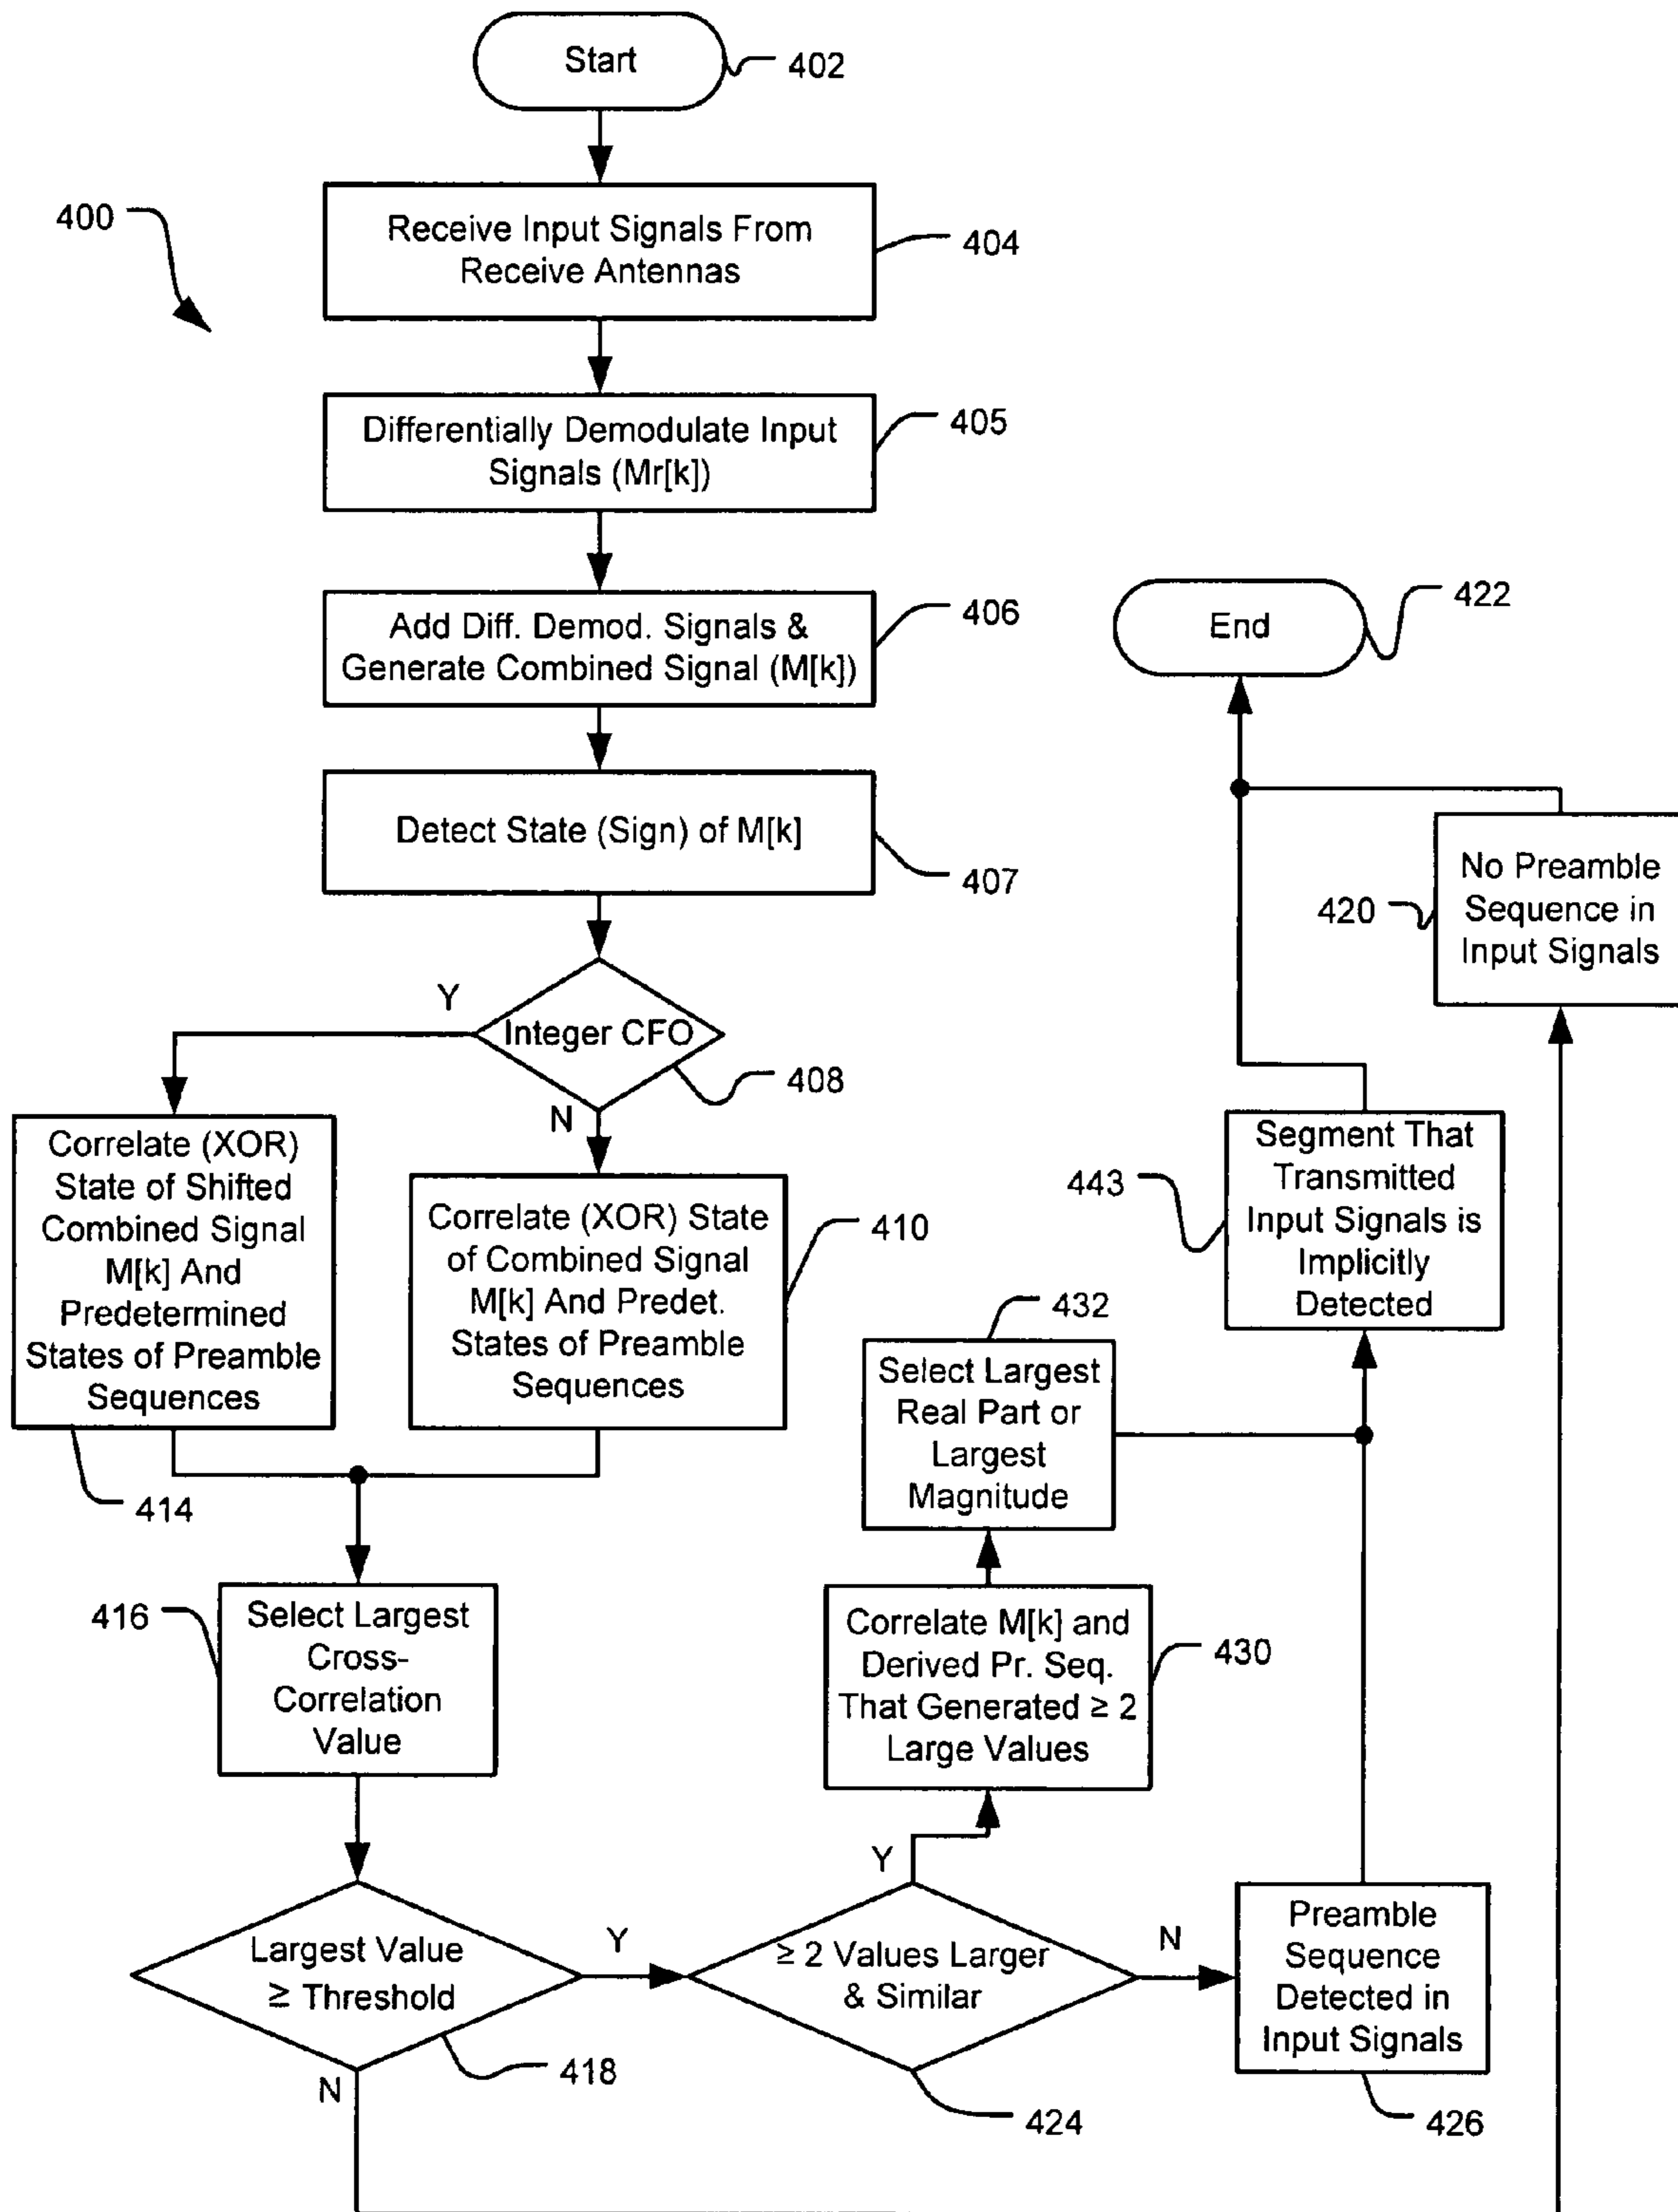 Start
402
400
Receive Input Signals From
Receive Antennas
404
Differentially Demodulate Input
Signals (Mr[k])
405
Add Diff. Demod. Signals &
Generate Combined Signal (M[k])
406
Detect State (Sign) of M[k]
407
Integer CFO
408
Y
N
Correlate (XOR)
State of Shifted
Combined Signal
M[k] And
Predetermined
States of Preamble
Sequences
414
Correlate (XOR) State
of Combined Signal
M[k] And Predet.
States of Preamble
Sequences
410
416
Select Largest
Cross-
Correlation
Value
Largest Value
≥ Threshold
418
Y
N
≥ 2 Values Larger
& Similar
424
Y
N
Correlate M[k] and
Derived Pr. Seq.
That Generated ≥ 2
Large Values
430
432
Select Largest
Real Part or
Largest
Magnitude
Preamble
Sequence
Detected in
Input Signals
426
443
Segment That
Transmitted
Input Signals is
Implicitly
Detected
420
No Preamble
Sequence in
Input Signals
End
422